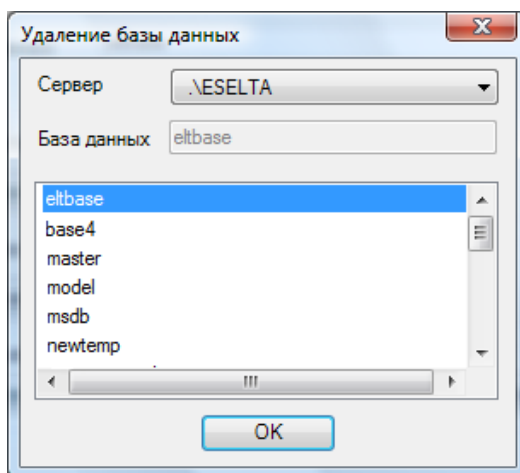 Удаление базы данных
Сервер .\ESELTA
База данных eltbase
eltbase
base4
master
model
msdb
newtemp
OK